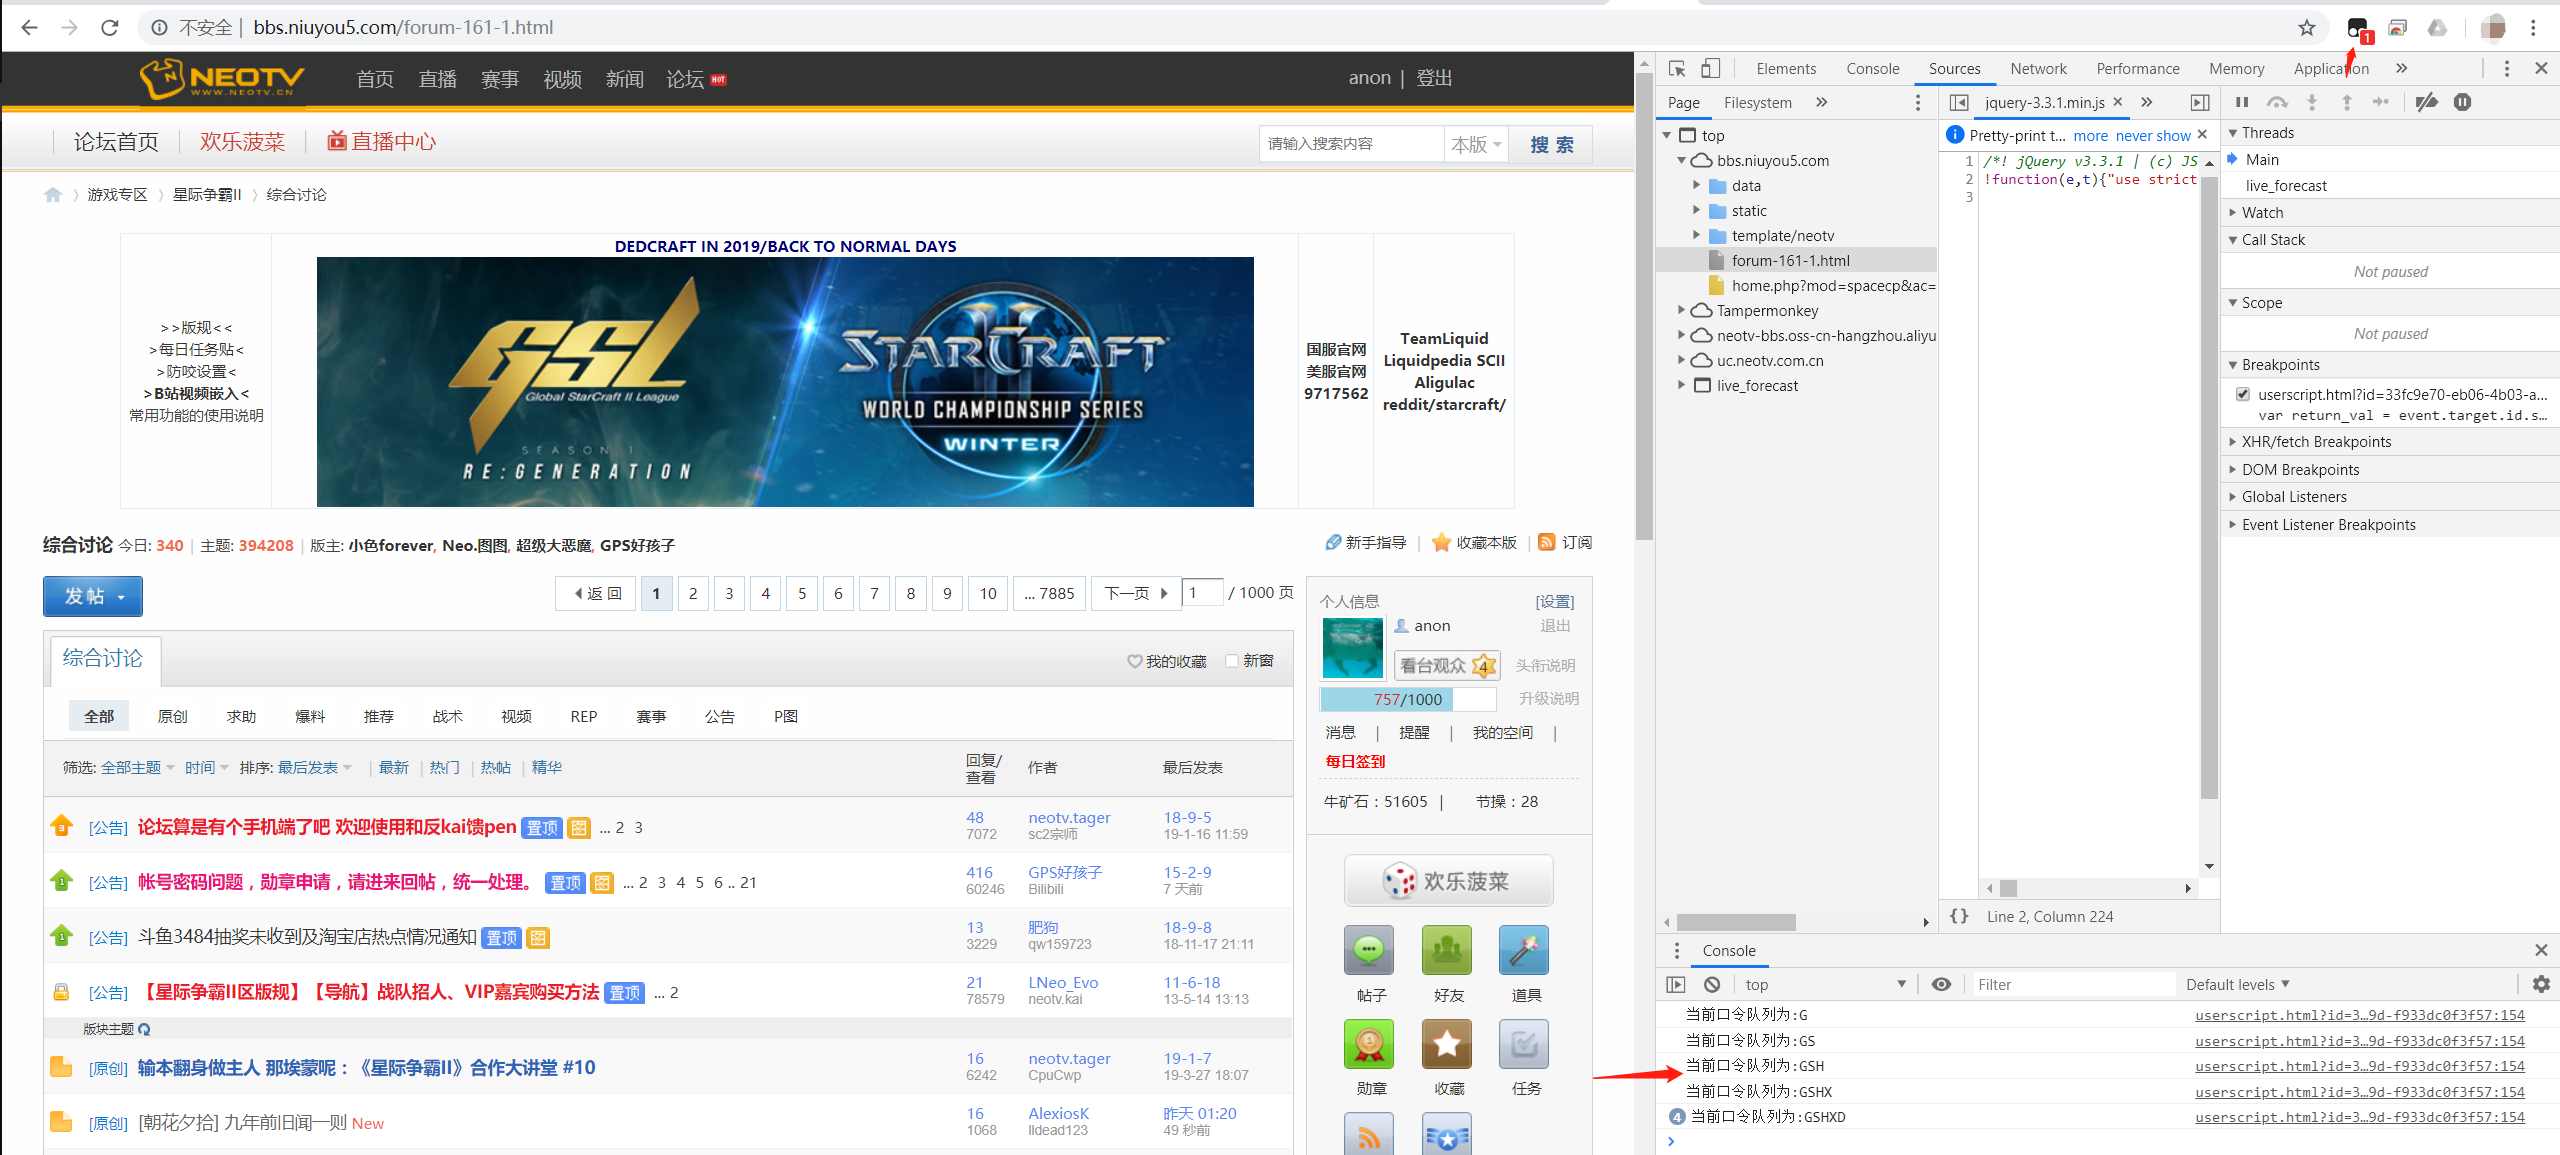 不安全 | bbs.niuyou5.com/forum-161-1.html
1
NEOTV
WWW.NEOTV.CN
首页 直播 赛事 视频 新闻 论坛 HOT
anon | 登出
论坛首页 欢乐菠菜 直播中心
请输入搜索内容 本版 搜 索
游戏专区 〉 星际争霸II 〉 综合讨论
DEDCRAFT IN 2019/BACK TO NORMAL DAYS
>>版规<<
>每日任务贴<
>防咬设置<
>B站视频嵌入<
常用功能的使用说明
GSL
Global StarCraft II League
SEASON 1
RE:GENERATION
STARCRAFT
II
WORLD CHAMPIONSHIP SERIES
WINTER
国服官网
美服官网
9717562
TeamLiquid
Liquidpedia SCII
Aligulac
reddit/starcraft/
综合讨论 今日: 340 | 主题: 394208 | 版主: 小色forever, Neo.图图, 超级大恶魔, GPS好孩子
新手指导 | 收藏本版 | 订阅
发帖
返 回 1 2 3 4 5 6 7 8 9 10 ... 7885 下一页 1 / 1000 页
综合讨论
我的收藏 新窗
全部 原创 求助 爆料 推荐 战术 视频 REP 赛事 公告 P图
筛选: 全部主题 时间 排序: 最后发表 | 最新 | 热门 | 热帖 | 精华
回复/
查看
作者
最后发表
3 [公告] 论坛算是有个手机端了吧 欢迎使用和反kai馈pen 置顶 图 ... 2 3
48
7072
neotv.tager
sc2宗师
18-9-5
19-1-16 11:59
1 [公告] 帐号密码问题，勋章申请，请进来回帖，统一处理。 置顶 图 ... 2 3 4 5 6 .. 21
416
60246
GPS好孩子
Bilibili
15-2-9
7 天前
1 [公告] 斗鱼3484抽奖未收到及淘宝店热点情况通知 置顶 图
13
3229
肥狗
qw159723
18-9-8
18-11-17 21:11
[公告] 【星际争霸II区版规】【导航】战队招人、VIP嘉宾购买方法 置顶 ... 2
21
78579
LNeo_Evo
neotv.kai
11-6-18
13-5-14 13:13
版块主题
[原创] 输本翻身做主人 那埃蒙呢：《星际争霸II》合作大讲堂 #10
16
6242
neotv.tager
CpuCwp
19-1-7
19-3-27 18:07
[原创] [朝花夕拾] 九年前旧闻一则 New
16
1068
AlexiosK
lldead123
昨天 01:20
49 秒前
个人信息 [设置]
anon 退出
看台观众 4 头衔说明
757/1000 升级说明
消息 | 提醒 | 我的空间 |
每日签到
牛矿石：51605 | 节操：28
欢乐菠菜
帖子 好友 道具
勋章 收藏 任务
Elements Console Sources Network Performance Memory Application »
Page Filesystem »
top
bbs.niuyou5.com
data
static
template/neotv
forum-161-1.html
home.php?mod=spacecp&ac=
Tampermonkey
neotv-bbs.oss-cn-hangzhou.aliyu
uc.neotv.com.cn
live_forecast
jquery-3.3.1.min.js × »
Pretty-print t... more never show ×
1 /*! jQuery v3.3.1 | (c) JS
2 !function(e,t){"use strict
3
{} Line 2, Column 224
Threads
Main
live_forecast
Watch
Call Stack
Not paused
Scope
Not paused
Breakpoints
userscript.html?id=33fc9e70-eb06-4b03-a...
var return_val = event.target.id.s...
XHR/fetch Breakpoints
DOM Breakpoints
Global Listeners
Event Listener Breakpoints
Console
top Filter Default levels
当前口令队列为:G userscript.html?id=3…9d-f933dc0f3f57:154
当前口令队列为:GS userscript.html?id=3…9d-f933dc0f3f57:154
当前口令队列为:GSH userscript.html?id=3…9d-f933dc0f3f57:154
当前口令队列为:GSHX userscript.html?id=3…9d-f933dc0f3f57:154
4 当前口令队列为:GSHXD userscript.html?id=3…9d-f933dc0f3f57:154